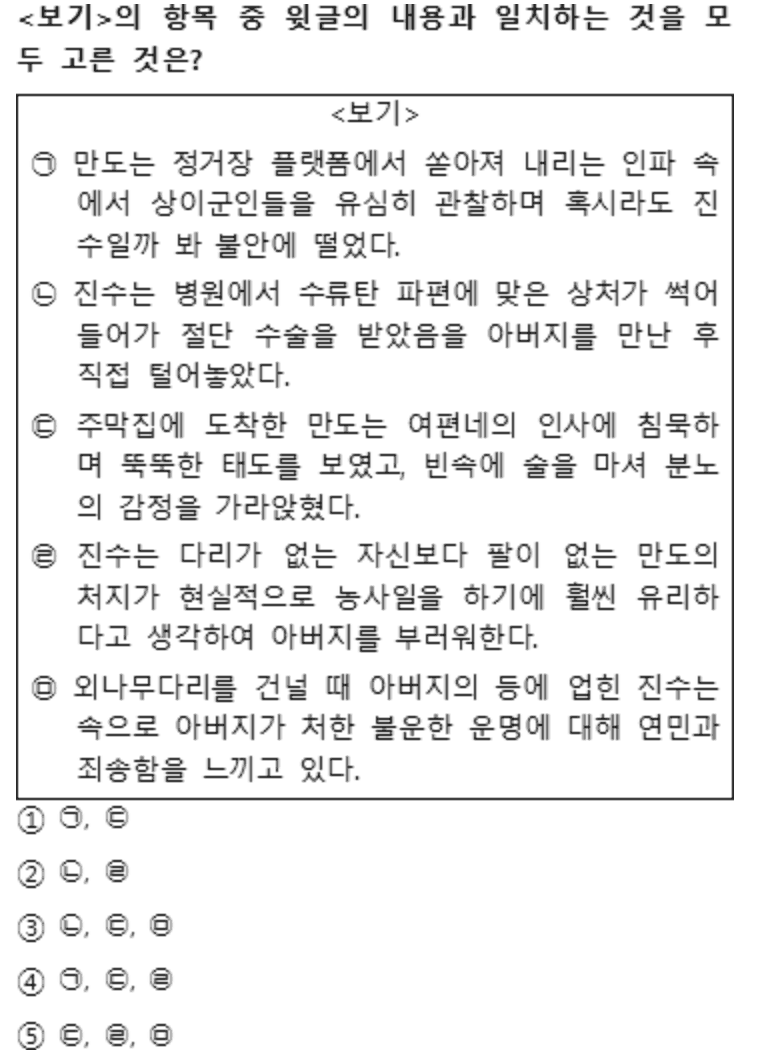 <보기>의 항목 중 윗글의 내용과 일치하는 것을 모
두 고른 것은?
<보기>
㉠ 만도는 정거장 플랫폼에서 쏟아져 내리는 인파 속
에서 상이군인들을 유심히 관찰하며 혹시라도 진
수일까 봐 불안에 떨었다.
㉡ 진수는 병원에서 수류탄 파편에 맞은 상처가 썩어
들어가 절단 수술을 받았음을 아버지를 만난 후
직접 털어놓았다.
㉢ 주막집에 도착한 만도는 여편네의 인사에 침묵하
며 뚝뚝한 태도를 보였고, 빈속에 술을 마셔 분노
의 감정을 가라앉혔다.
㉣ 진수는 다리가 없는 자신보다 팔이 없는 만도의
처지가 현실적으로 농사일을 하기에 훨씬 유리하
다고 생각하여 아버지를 부러워한다.
㉤ 외나무다리를 건널 때 아버지의 등에 업힌 진수는
속으로 아버지가 처한 불운한 운명에 대해 연민과
죄송함을 느끼고 있다.
① ㉠, ㉢
② ㉡, ㉣
③ ㉡, ㉢, ㉤
④ ㉠, ㉢, ㉣
⑤ ㉢, ㉣, ㉤